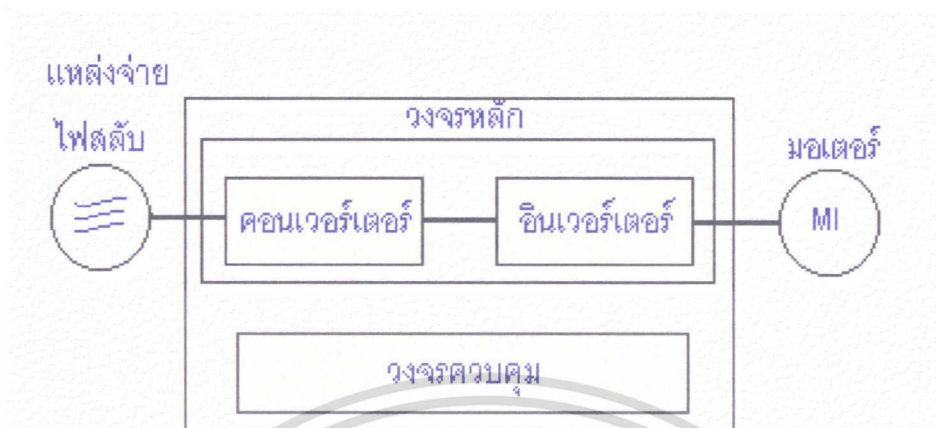 แหล่งจ่าย
ไฟสลับ
วงจรหลัก
มอเตอร์
คอนเวอร์เตอร์
อินเวอร์เตอร์
MI
วงจรควบคุม